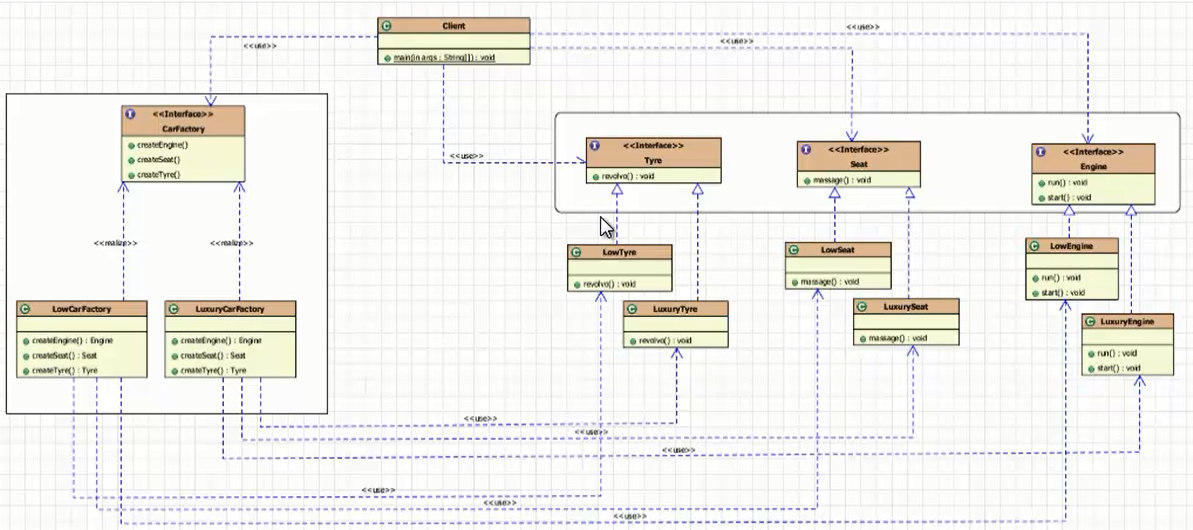 Client
main(in args : String[]) : void
<<use>>
<<use>>
<<use>>
<<use>>
<<Interface>>
CarFactory
createEngine()
createSeat()
createTyre()
<<realize>>
<<realize>>
LowCarFactory
createEngine() : Engine
createSeat() : Seat
createTyre() : Tyre
LuxuryCarFactory
createEngine() : Engine
createSeat() : Seat
createTyre() : Tyre
<<Interface>>
Tyre
revolvo() : void
<<Interface>>
Seat
massage() : void
<<Interface>>
Engine
run() : void
start() : void
LowTyre
revolvo() : void
LuxuryTyre
revolvo() : void
LowSeat
massage() : void
LuxurySeat
massage() : void
LowEngine
run() : void
start() : void
LuxuryEngine
run() : void
start() : void
<<use>>
<<use>>
<<use>>
<<use>>
<<use>>
<<use>>